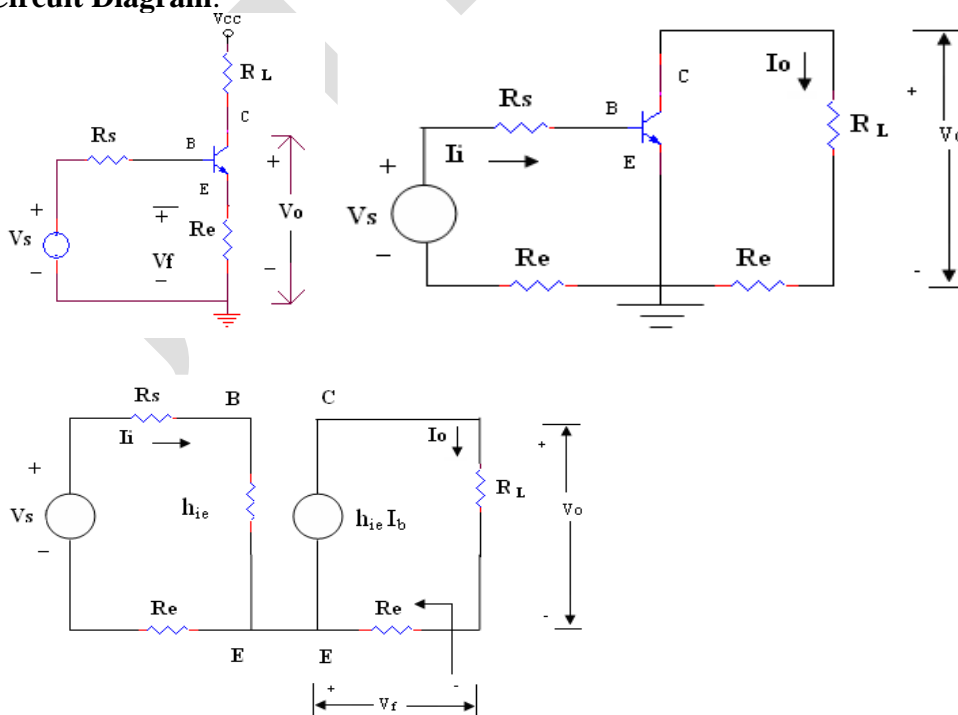 Circuit Diagram:
Vcc
R L
C
Rs
B
E
+
Vs
−
+
Vf
−
Re
+
Vo
−
C
Io
Rs
B
R L
+
Vo
Ii
E
+
Vs
−
Re
Re
-
Rs
B
C
Ii
Io
+
+
R L
Vs
hie
hie Ib
Vo
−
Re
Re
-
E
E
+
-
Vf